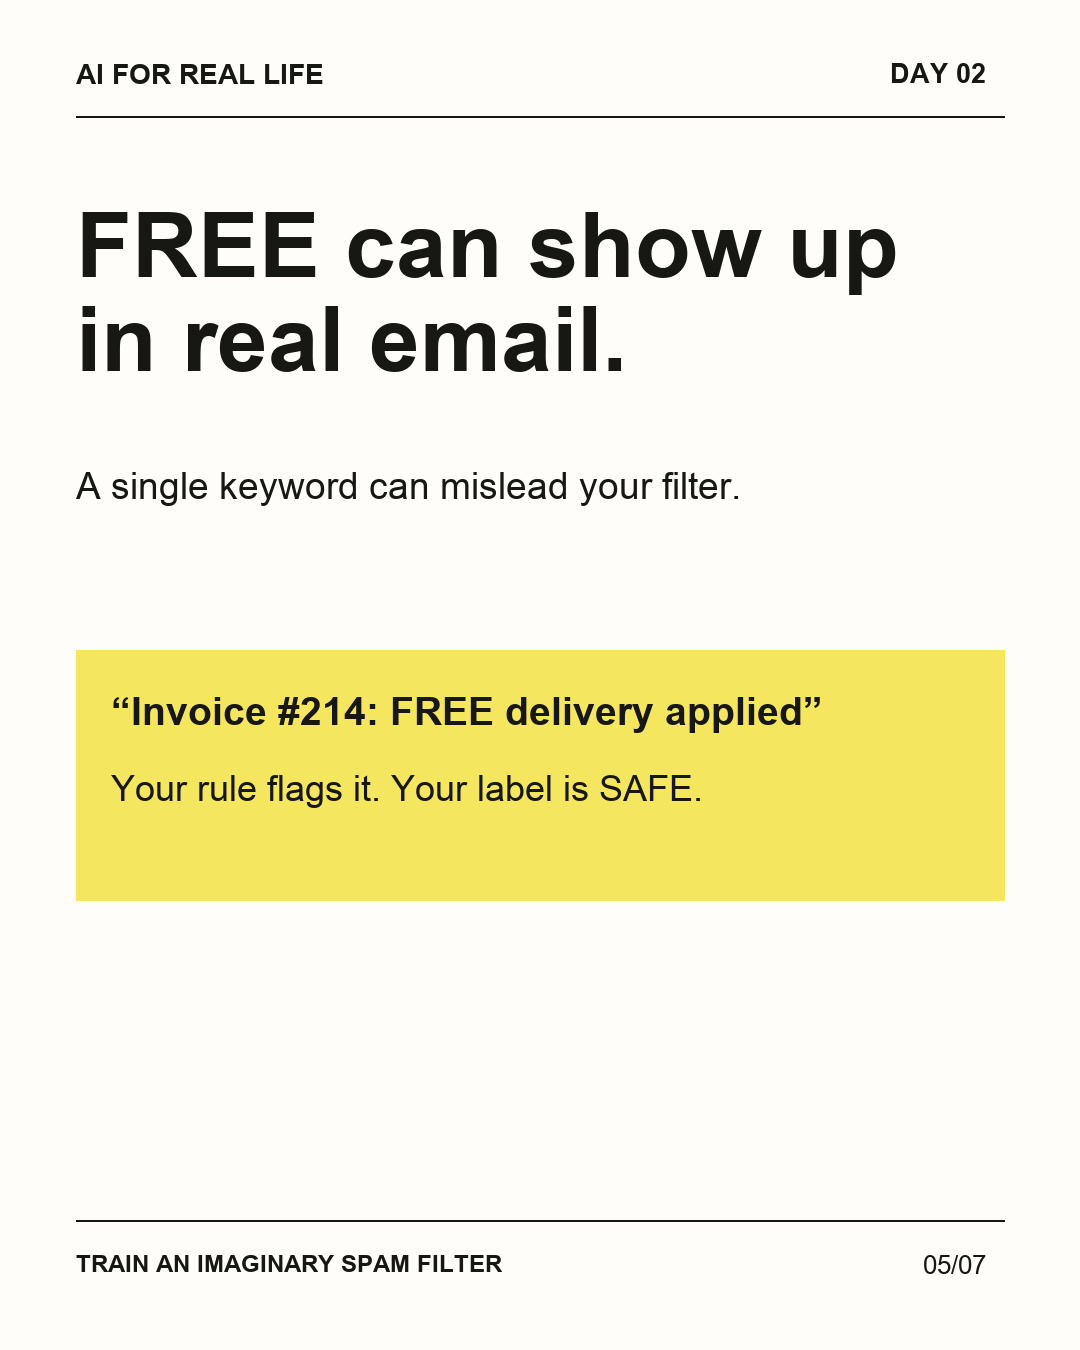 AI FOR REAL LIFE
DAY 02
FREE can show up
in real email.
A single keyword can mislead your filter.
“Invoice #214: FREE delivery applied”
Your rule flags it. Your label is SAFE.
TRAIN AN IMAGINARY SPAM FILTER
05/07